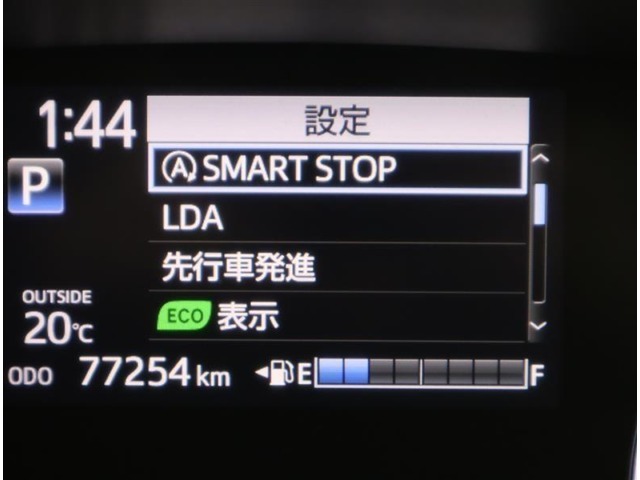 1:44
設定
P
Ⓐ SMART STOP
LDA
先行車発進
OUTSIDE
20℃
ECO 表示
ODO 77254 km
E F